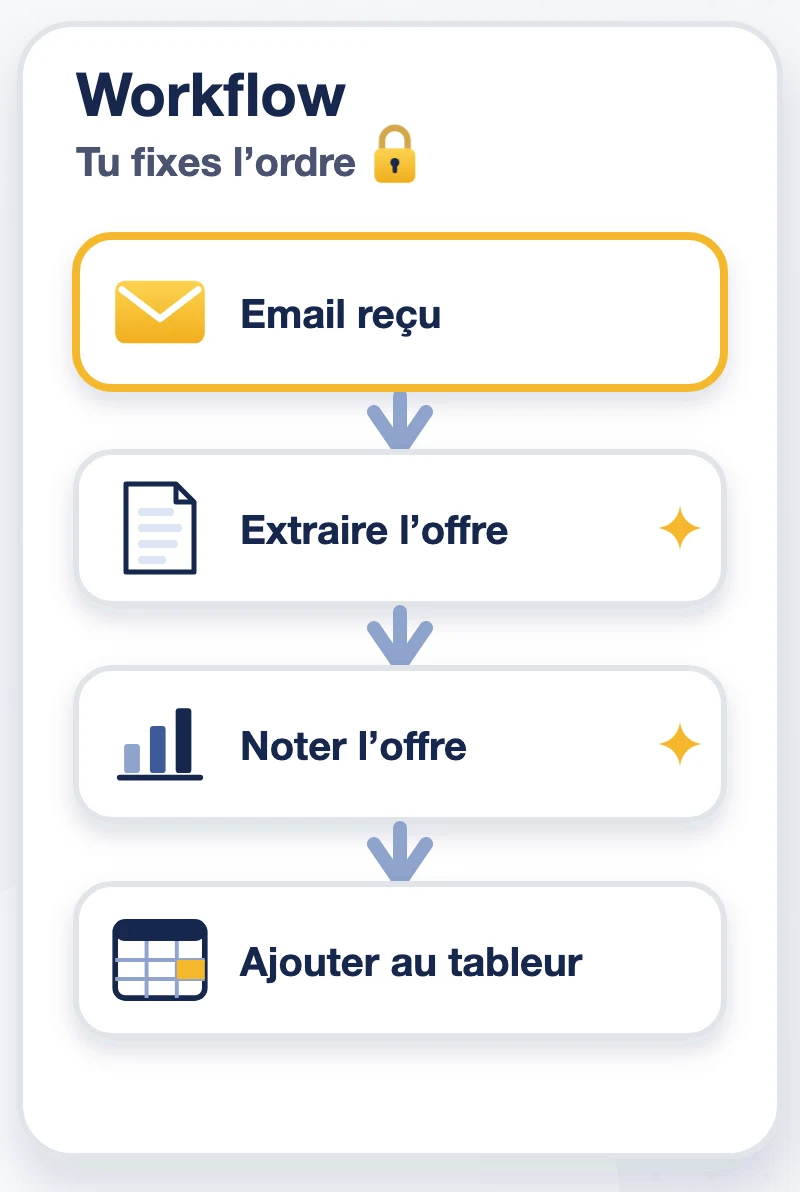 Workflow
Tu fixes l’ordre
Email reçu
Extraire l’offre
Noter l’offre
Ajouter au tableur